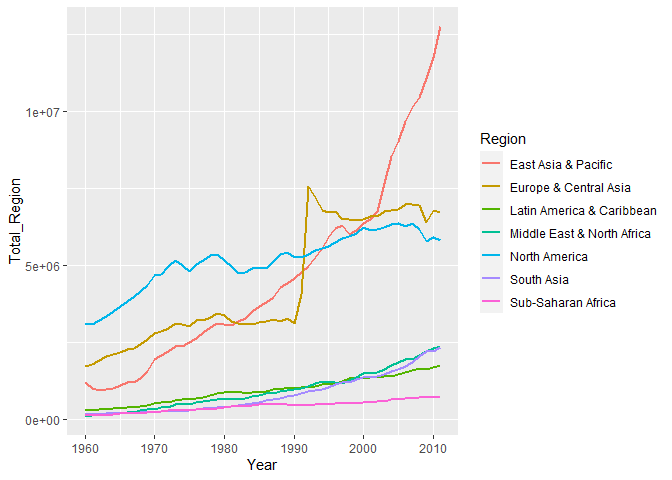 1e+07
5e+06
0e+00
Total_Region
1960
1970
1980
1990
2000
2010
Year
Region
East Asia & Pacific
Europe & Central Asia
Latin America & Caribbean
Middle East & North Africa
North America
South Asia
Sub-Saharan Africa